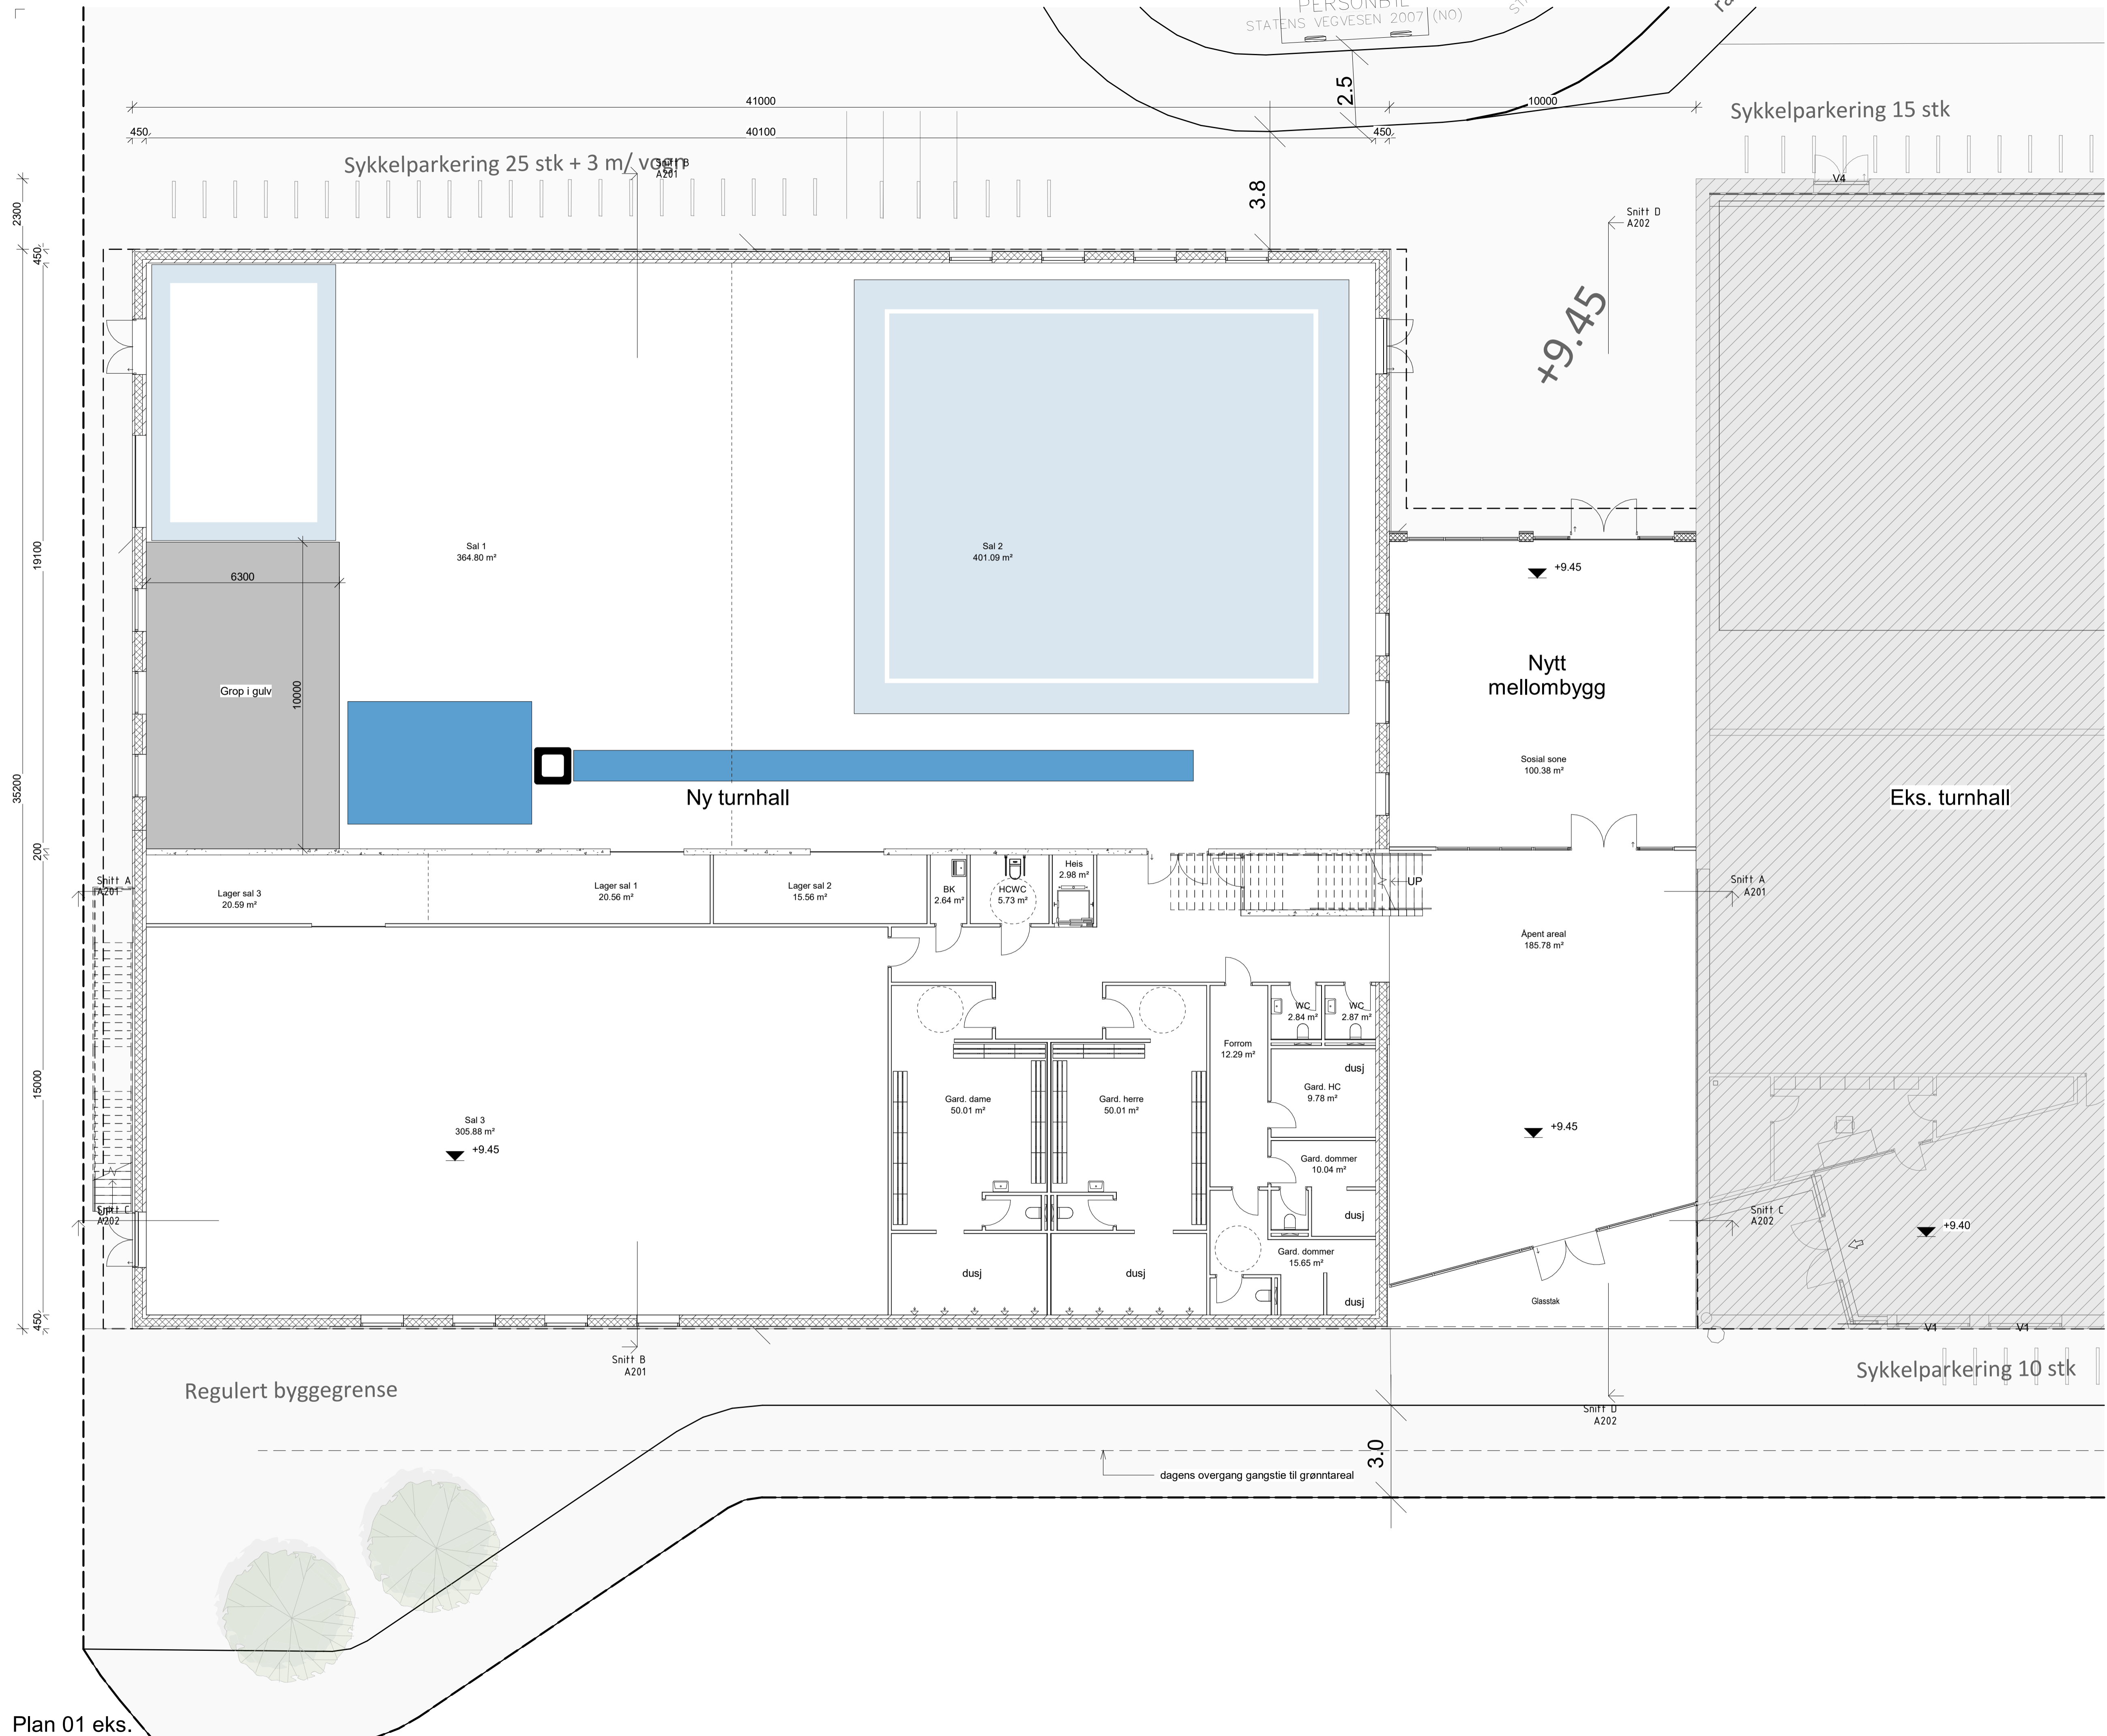 PERSONBIL
STATENS VEGVESEN 2007 (NO)
2.5
41000
10000
Sykkelparkering 15 stk
450
40100
450
Sykkelparkering 25 stk + 3 m/ vogn
Snitt B
A201
V4
2300
3.8
Snitt D
A202
450
+9.45
19100
Sal 1
364.80 m²
Sal 2
401.09 m²
+9.45
6300
Nytt
mellombygg
Grop i gulv
10000
Sosial sone
100.38 m²
35200
Ny turnhall
Eks. turnhall
200
Snitt A
A201
Lager sal 3
20.59 m²
Lager sal 1
20.56 m²
Lager sal 2
15.56 m²
BK
2.64 m²
HCWC
5.73 m²
Heis
2.98 m²
UP
Snitt A
A201
Åpent areal
185.78 m²
WC
2.84 m²
WC
2.87 m²
Forrom
12.29 m²
dusj
15000
Gard. HC
9.78 m²
Gard. dame
50.01 m²
Gard. herre
50.01 m²
Sal 3
305.88 m²
+9.45
+9.45
Gard. dommer
10.04 m²
UP
Snitt C
A202
dusj
Snitt C
A202
+9.40
Gard. dommer
15.65 m²
dusj
dusj
dusj
Glasstak
450
V1
V1
Snitt B
A201
Regulert byggegrense
Sykkelparkering 10 stk
Snitt D
A202
3.0
dagens overgang gangstie til grønntareal
Plan 01 eks.